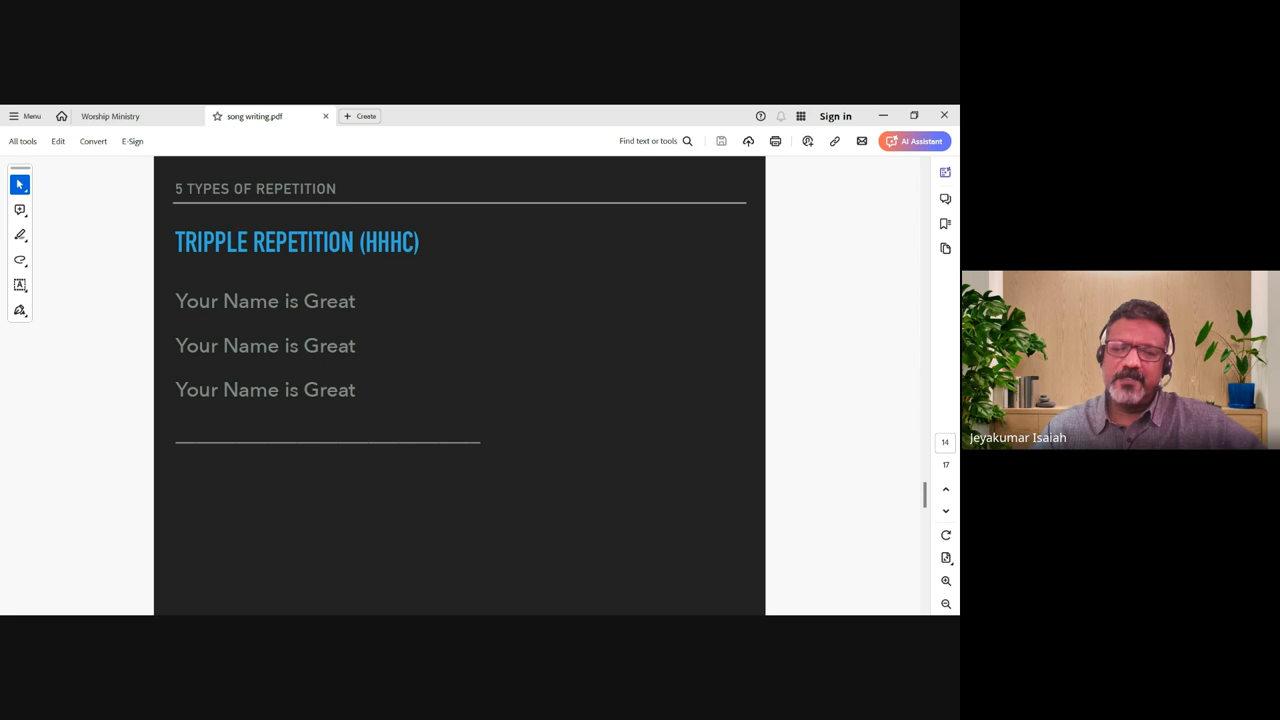 Menu
Worship Ministry
song writing.pdf
Create
Sign in
All tools
Edit
Convert
E-Sign
Find text or tools
AI Assistant
5 TYPES OF REPETITION
TRIPPLE REPETITION (HHHC)
Your Name is Great
Your Name is Great
Your Name is Great
14
17
Jeyakumar Isaiah